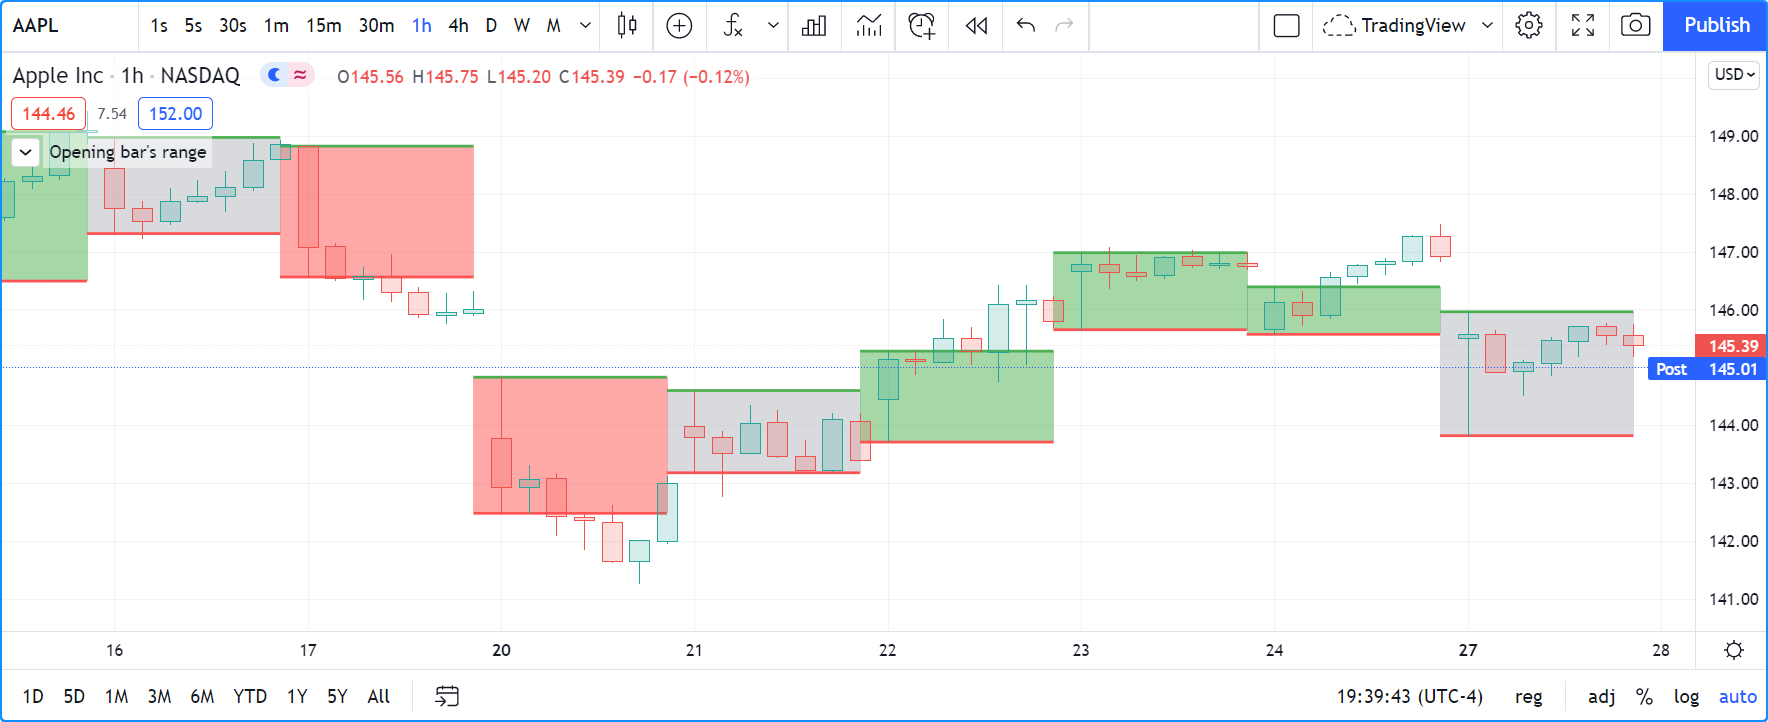 AAPL 1s 5s 30s 1m 15m 30m 1h 4h D W M TradingView Publish
Apple Inc · 1h · NASDAQ O145.56 H145.75 L145.20 C145.39 −0.17 (−0.12%) USD
144.46 7.54 152.00
Opening bar's range
149.00
148.00
147.00
146.00
145.39
Post 145.01
144.00
143.00
142.00
141.00
16 17 20 21 22 23 24 27 28
1D 5D 1M 3M 6M YTD 1Y 5Y All 19:39:43 (UTC-4) reg adj % log auto